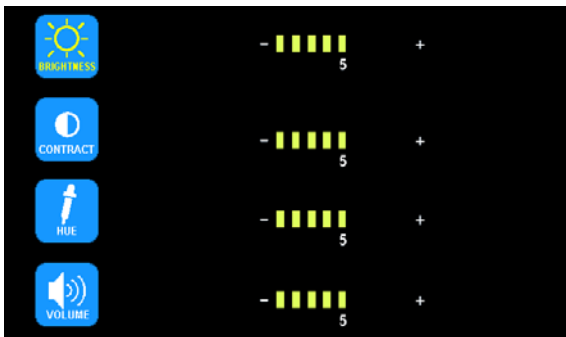 BRIGHTNESS - +
5
CONTRACT - +
5
HUE - +
5
VOLUME - +
5